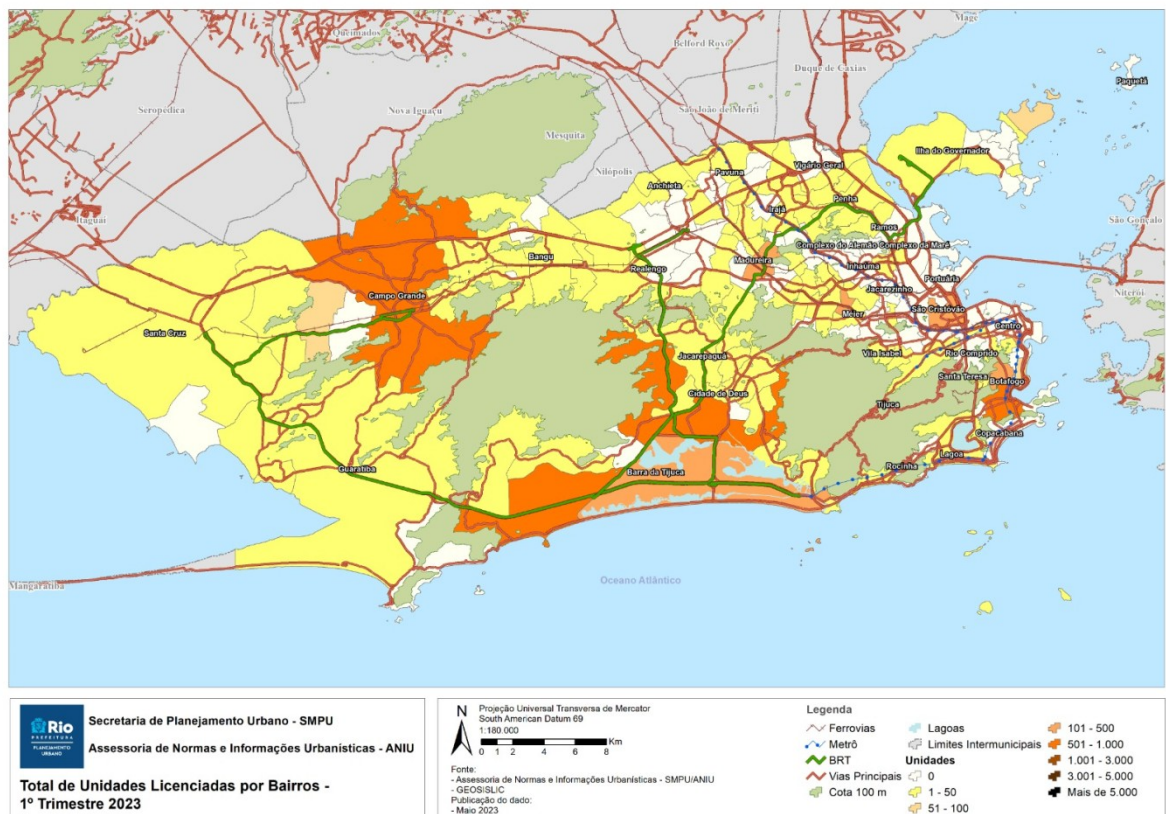 Magé
Queimados
Belford Roxo
Duque de Caxias
Paquetá
Seropédica
Nova Iguaçu
São João de Meriti
Mesquita
Ilha do Governador
Vigário Geral
Nilópolis
Pavuna
Anchieta
Penha
Irajá
Itaguaí
Ramos
São Gonçalo
Complexo do Alemão Complexo da Maré
Bangu
Madureira
Realengo
Inhaúma
Portuária
Jacarezinho
Niterói
Campo Grande
São Cristovão
Méier
Santa Cruz
Centro
Jacarepaguá
Vila Isabel
Rio Comprido
Santa Teresa
Botafogo
Cidade de Deus
Tijuca
Copacabana
Lagoa
Rocinha
Guaratiba
Barra da Tijuca
Oceano Atlântico
Mangaratiba
Rio
PREFEITURA
PLANEJAMENTO
URBANO
Secretaria de Planejamento Urbano - SMPU
Assessoria de Normas e Informações Urbanísticas - ANIU
Total de Unidades Licenciadas por Bairros -
1º Trimestre 2023
N
Projeção Universal Transversa de Mercator
South American Datum 69
1:180.000
0 1 2 4 6 8 Km
Fonte:
- Assessoria de Normas e Informações Urbanísticas - SMPU/ANIU
- GEOSISLIC
Publicação do dado:
- Maio 2023
Legenda
Ferrovias
Metrô
BRT
Vias Principais
Cota 100 m
Lagoas
Limites Intermunicipais
Unidades
0
1 - 50
51 - 100
101 - 500
501 - 1.000
1.001 - 3.000
3.001 - 5.000
Mais de 5.000